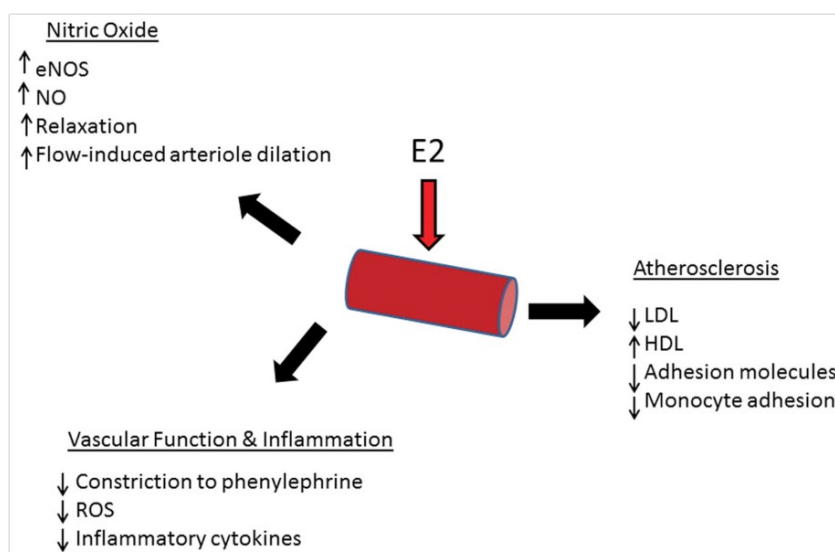 Nitric Oxide
↑ eNOS
↑ NO
↑ Relaxation
↑ Flow-induced arteriole dilation
E2
Atherosclerosis
↓ LDL
↑ HDL
↓ Adhesion molecules
↓ Monocyte adhesion
Vascular Function & Inflammation
↓ Constriction to phenylephrine
↓ ROS
↓ Inflammatory cytokines